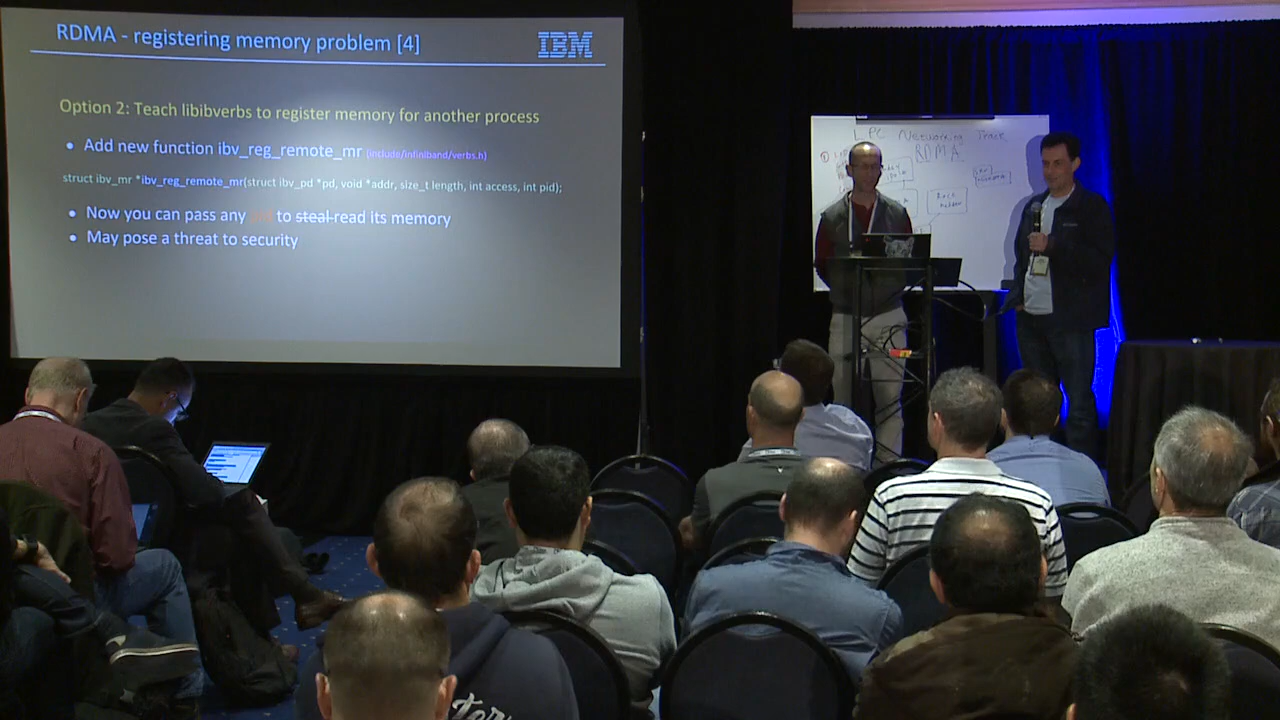 RDMA - registering memory problem [4]
IBM
Option 2: Teach libibverbs to register memory for another process
• Add new function ibv_reg_remote_mr (include/infiniband/verbs.h)
struct ibv_mr *ibv_reg_remote_mr(struct ibv_pd *pd, void *addr, size_t length, int access, int pid);
• Now you can pass any pid to steal read its memory
• May pose a threat to security
LPC Networking Track
RDMA